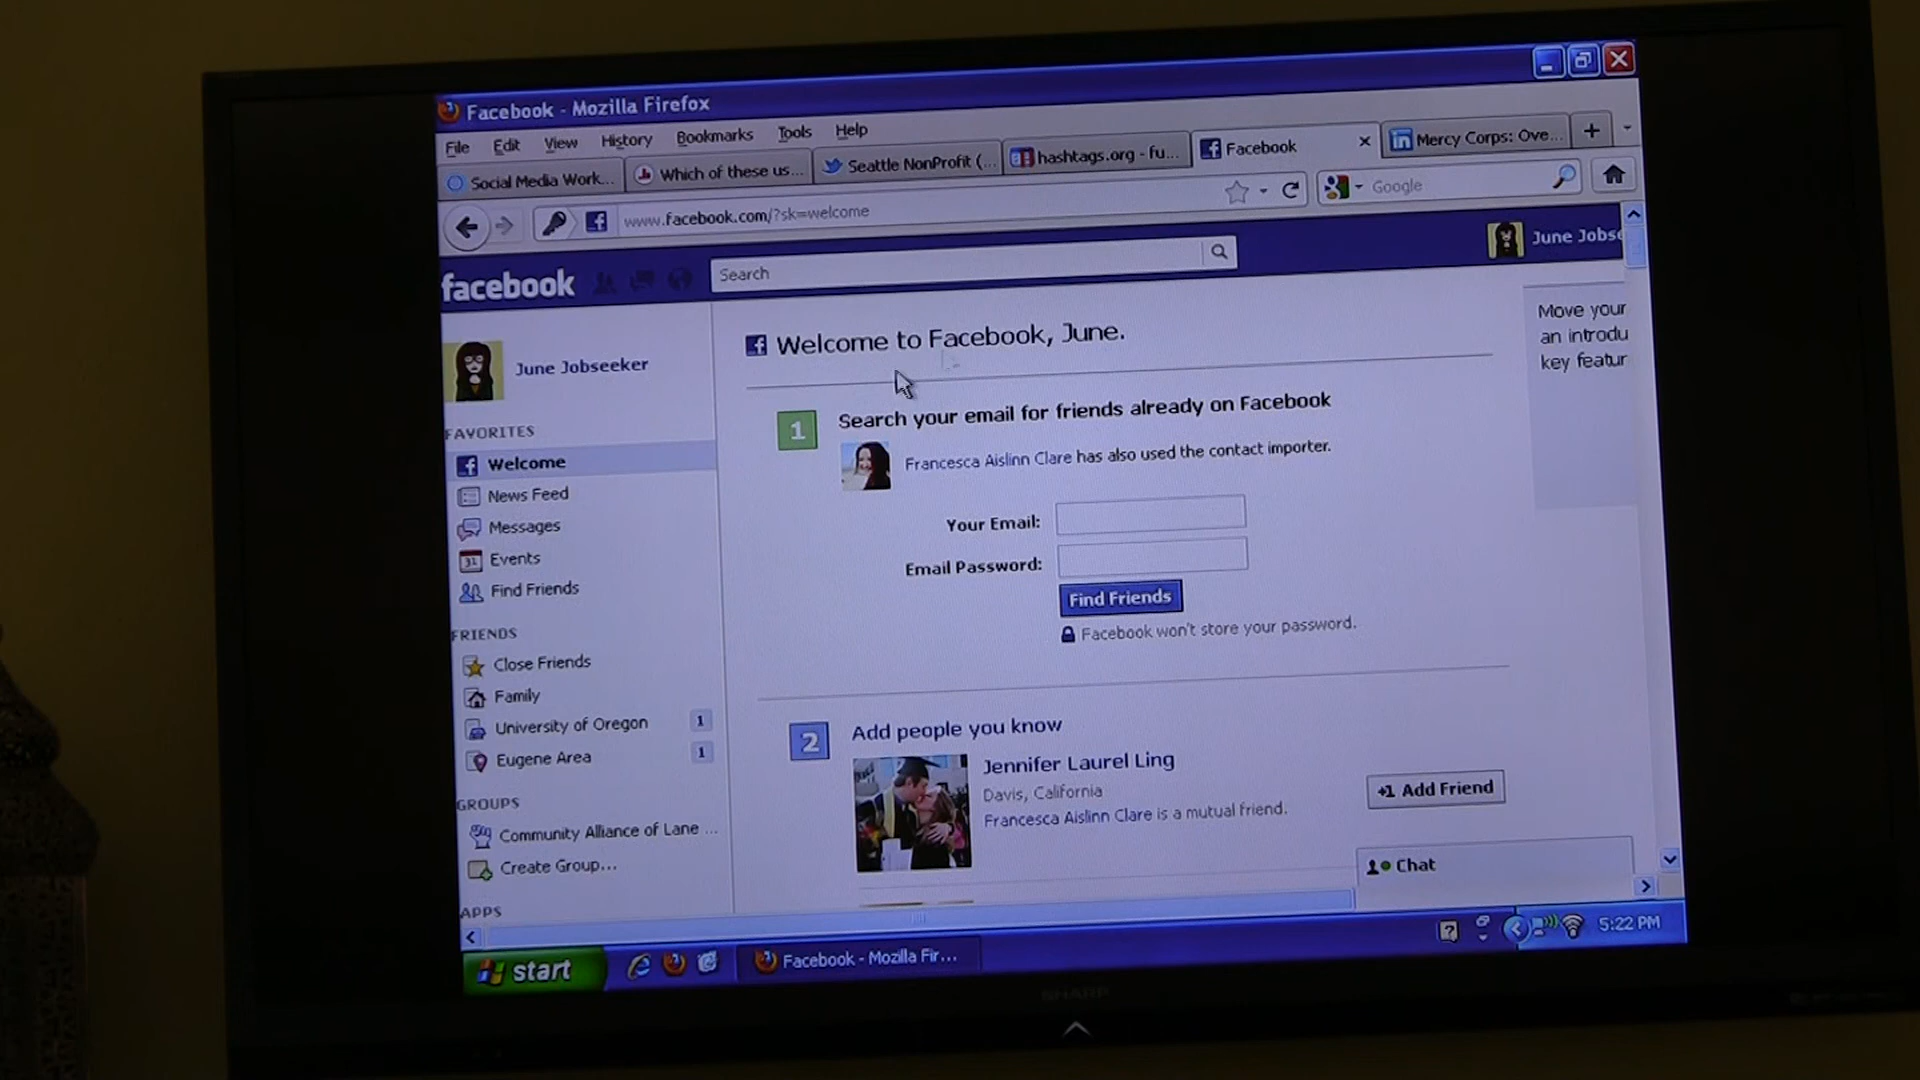 Facebook - Mozilla Firefox
File Edit View History Bookmarks Tools Help
Social Media Work... Which of these us... Seattle NonProfit (... hashtags.org - fu... Facebook Mercy Corps: Ove...
www.facebook.com/?sk=welcome Google
facebook Search June Jobse
June Jobseeker
FAVORITES
Welcome
News Feed
Messages
31 Events
Find Friends
FRIENDS
Close Friends
Family
University of Oregon 1
Eugene Area 1
GROUPS
Community Alliance of Lane ...
Create Group...
APPS
Welcome to Facebook, June.
1 Search your email for friends already on Facebook
Francesca Aislinn Clare has also used the contact importer.
Your Email:
Email Password:
Find Friends
Facebook won't store your password.
2 Add people you know
Jennifer Laurel Ling
Davis, California
Francesca Aislinn Clare is a mutual friend.
+1 Add Friend
Move your
an introdu
key featur
Chat
start Facebook - Mozilla Fir... 5:22 PM
SHARP